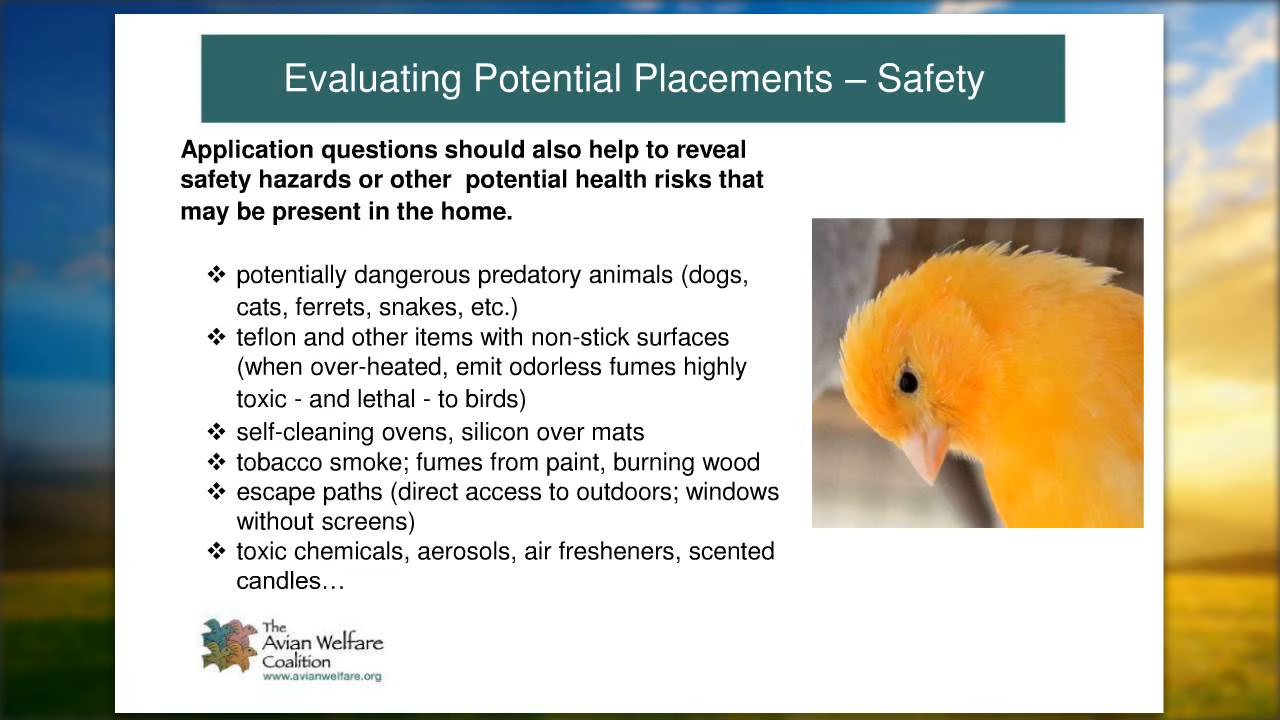 Evaluating Potential Placements – Safety
Application questions should also help to reveal
safety hazards or other  potential health risks that
may be present in the home.
❖ potentially dangerous predatory animals (dogs,
cats, ferrets, snakes, etc.)
❖ teflon and other items with non-stick surfaces
(when over-heated, emit odorless fumes highly
toxic - and lethal - to birds)
❖ self-cleaning ovens, silicon over mats
❖ tobacco smoke; fumes from paint, burning wood
❖ escape paths (direct access to outdoors; windows
without screens)
❖ toxic chemicals, aerosols, air fresheners, scented
candles…
The
Avian Welfare
Coalition
www.avianwelfare.org